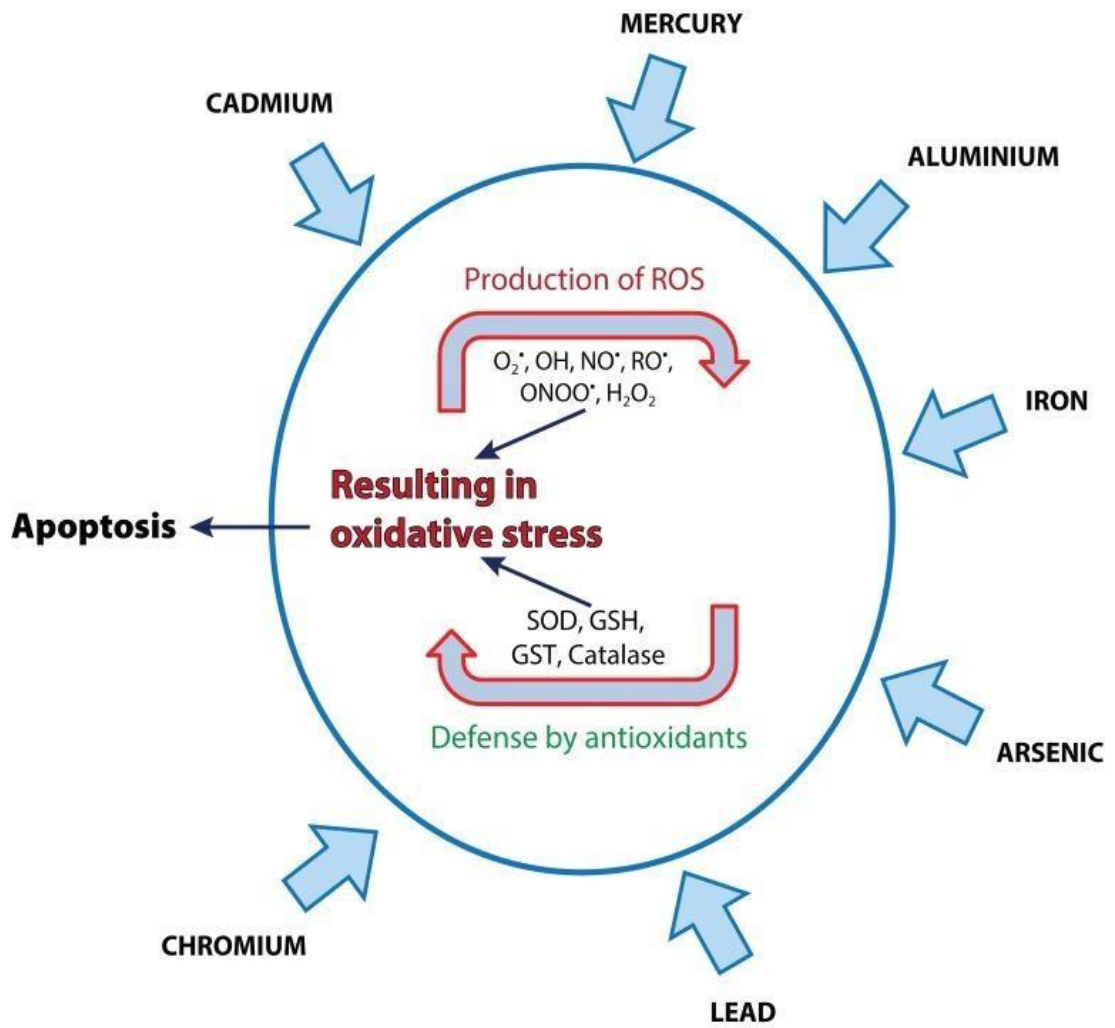 MERCURY
CADMIUM
ALUMINIUM
Production of ROS
O₂•, OH, NO•, RO•,
ONOO•, H₂O₂
IRON
Resulting in
oxidative stress
Apoptosis
SOD, GSH,
GST, Catalase
Defense by antioxidants
ARSENIC
CHROMIUM
LEAD